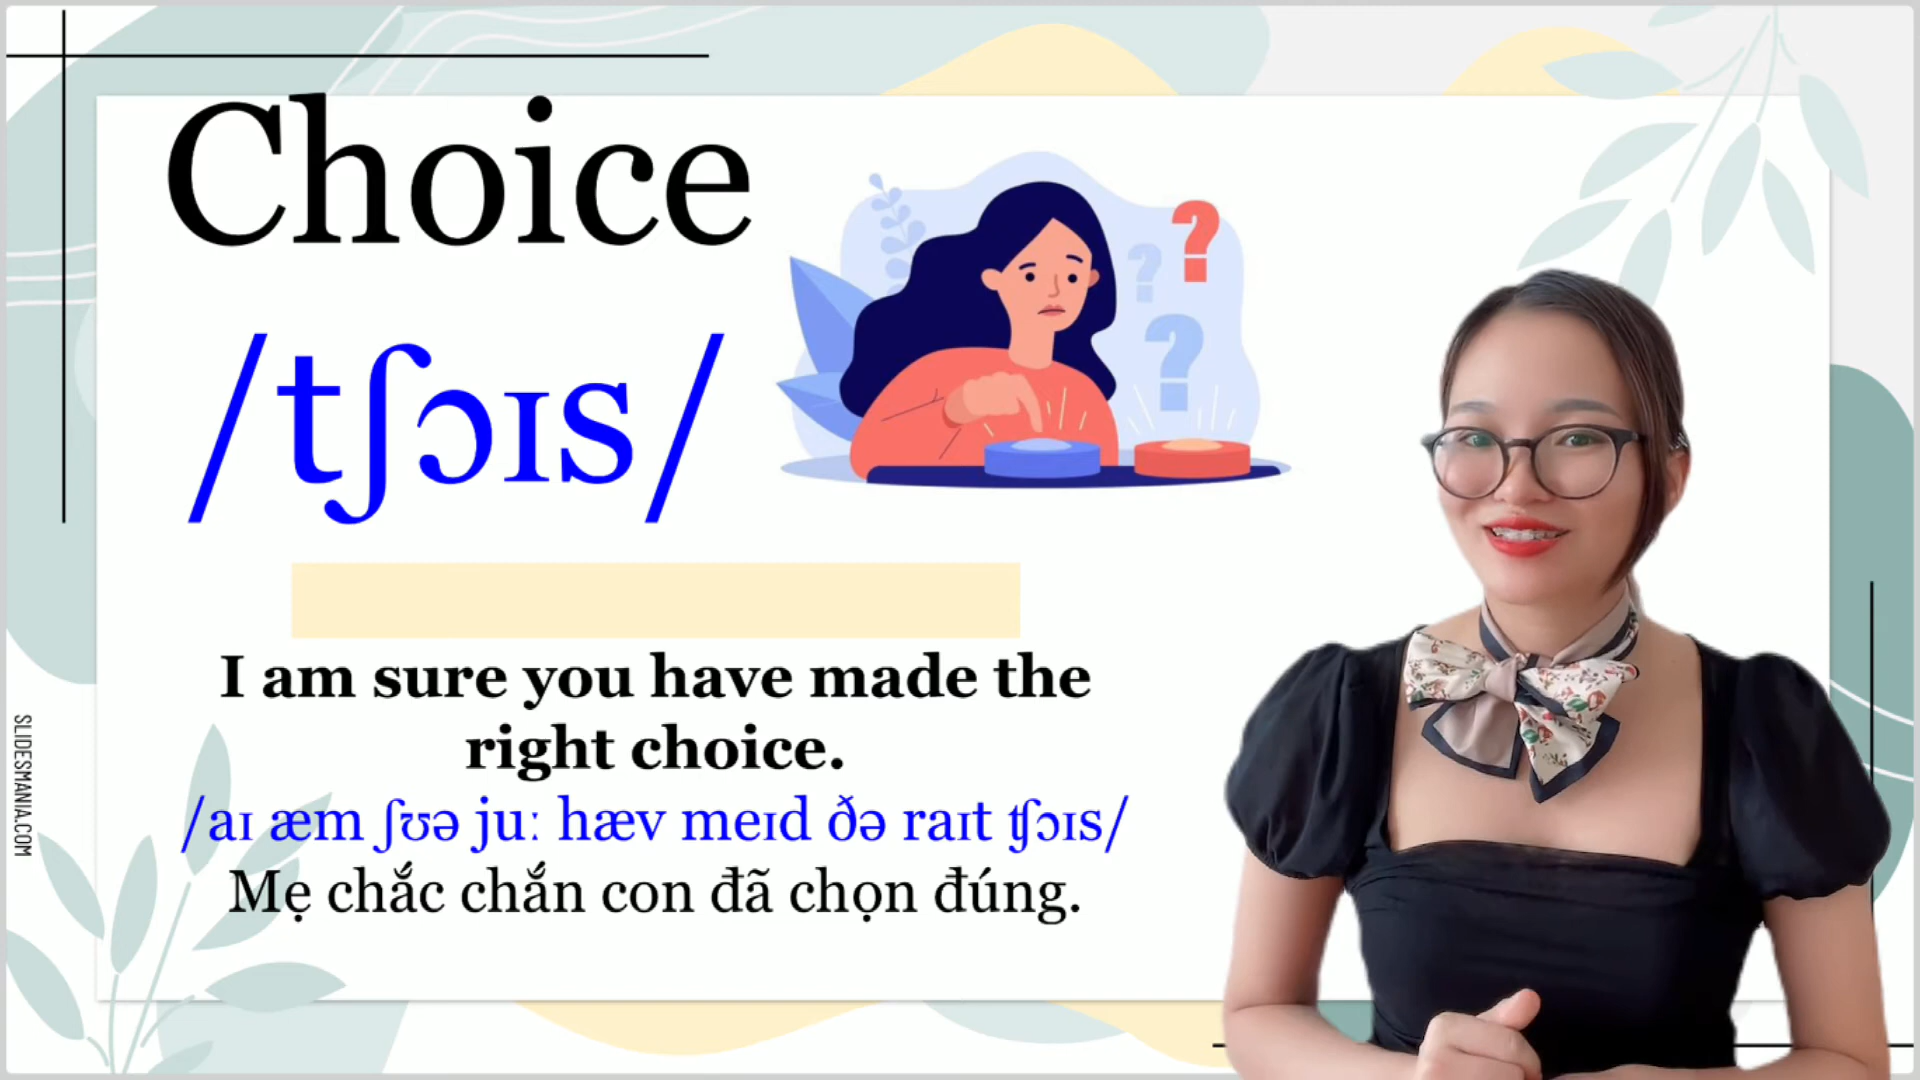 Choice
/tʃɔɪs/
? ? ?
I am sure you have made the
right choice.
/aɪ æm ʃʊə juː hæv meɪd ðə raɪt ʧɔɪs/
Mẹ chắc chắn con đã chọn đúng.
SLIDESMANIA.COM